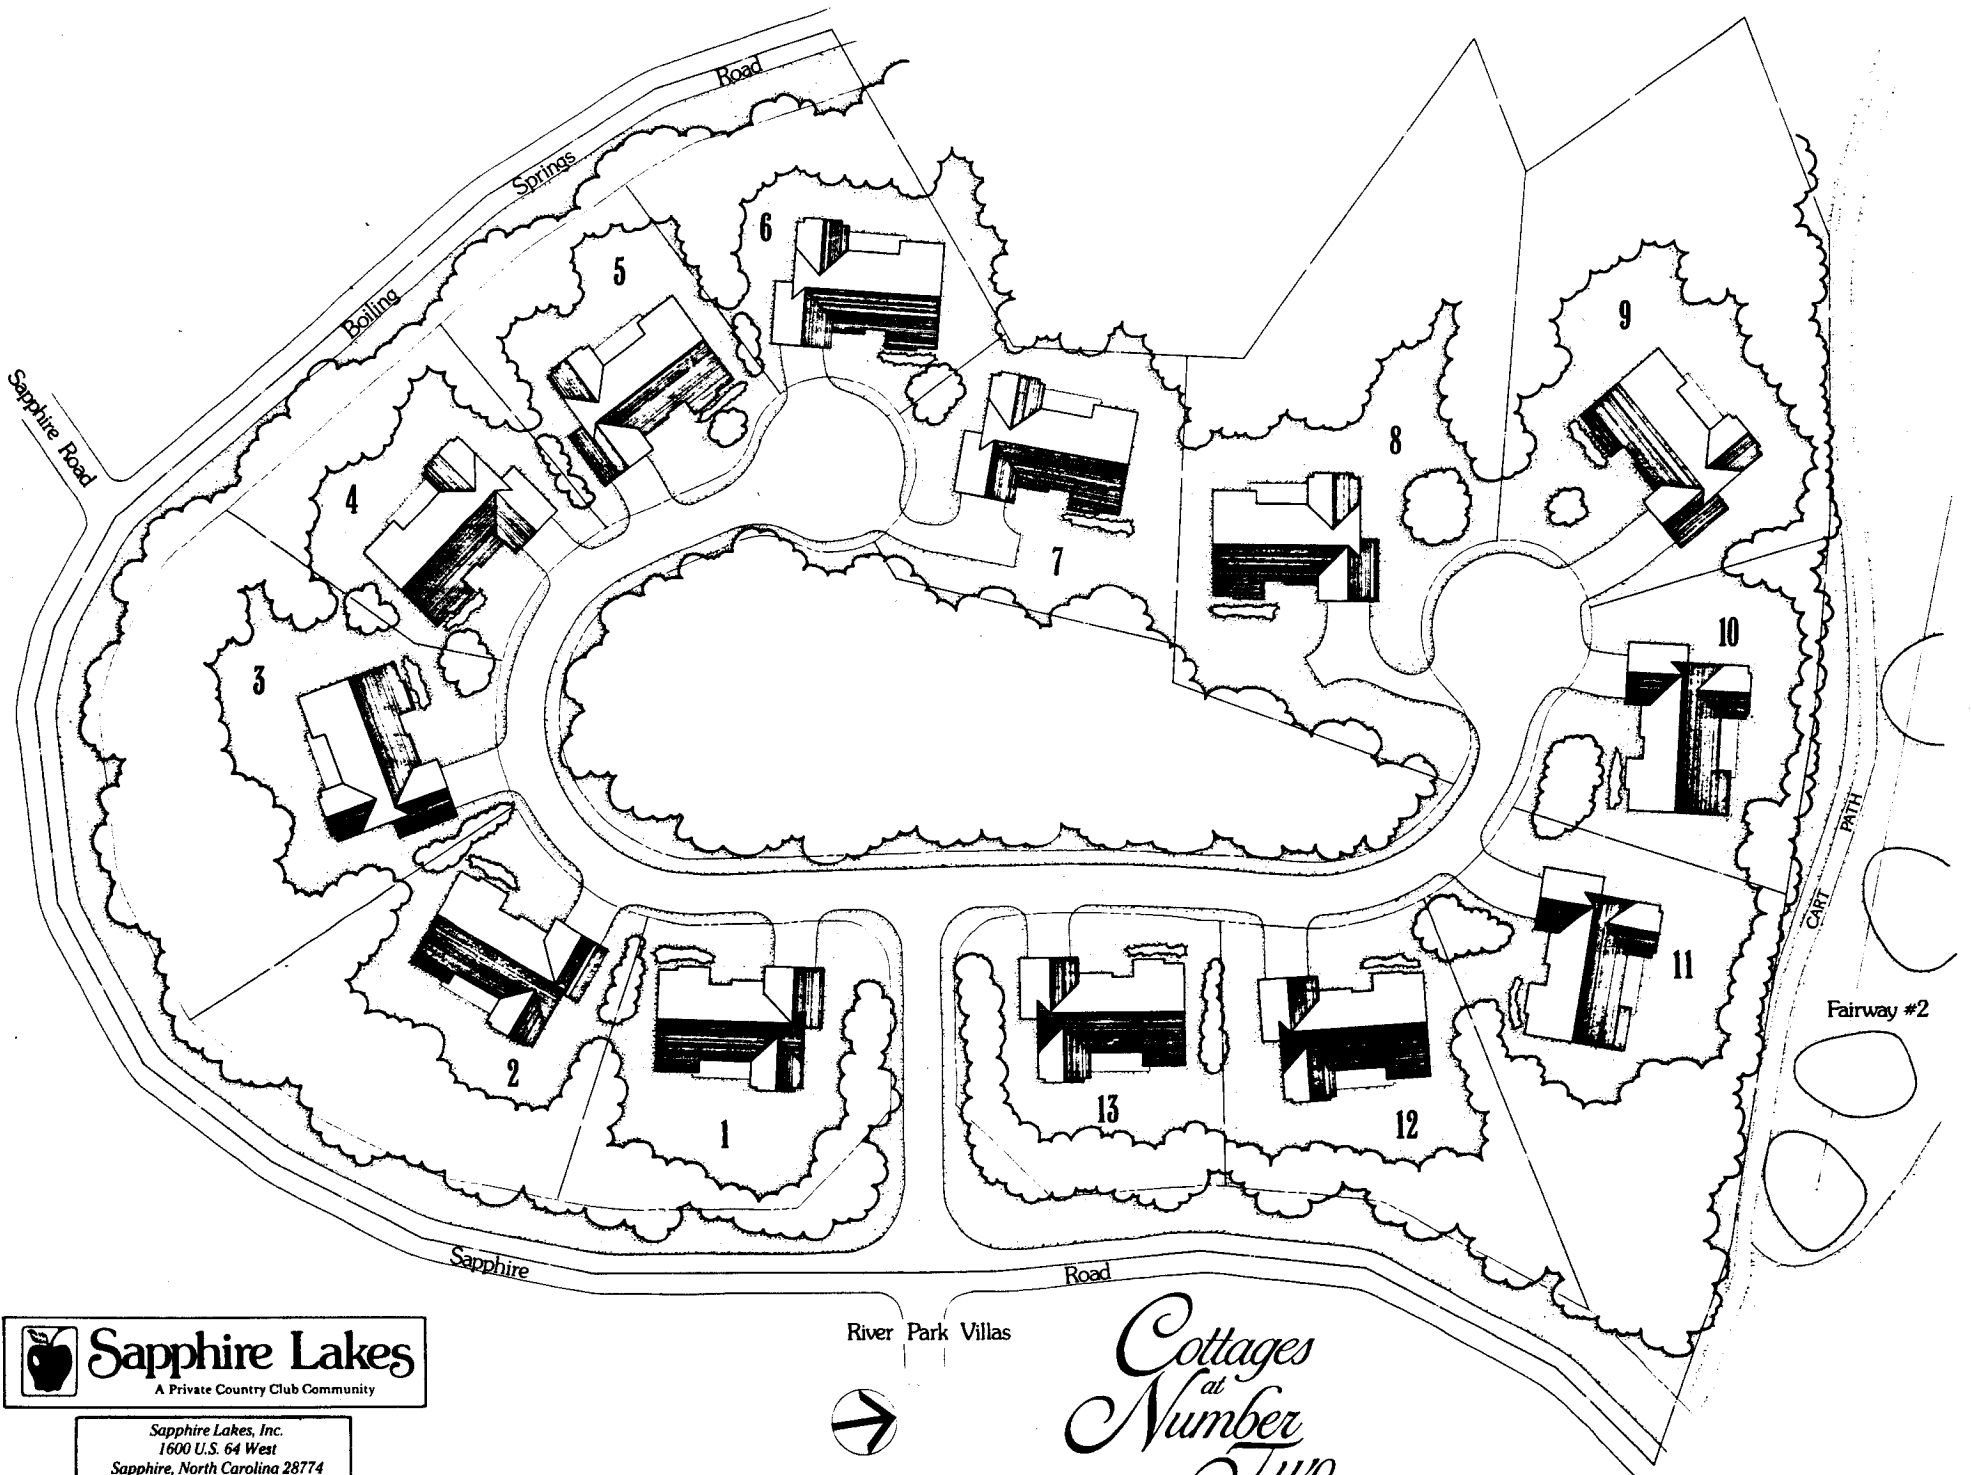 Road
Springs
Boiling
Sapphire Road
6
5
9
8
4
7
10
3
PATH
CART
11
Fairway #2
2
1
13
12
Sapphire
Road
River Park Villas
Sapphire Lakes
A Private Country Club Community
Sapphire Lakes, Inc.
1600 U.S. 64 West
Sapphire, North Carolina 28774
Cottages
at
Number
Two